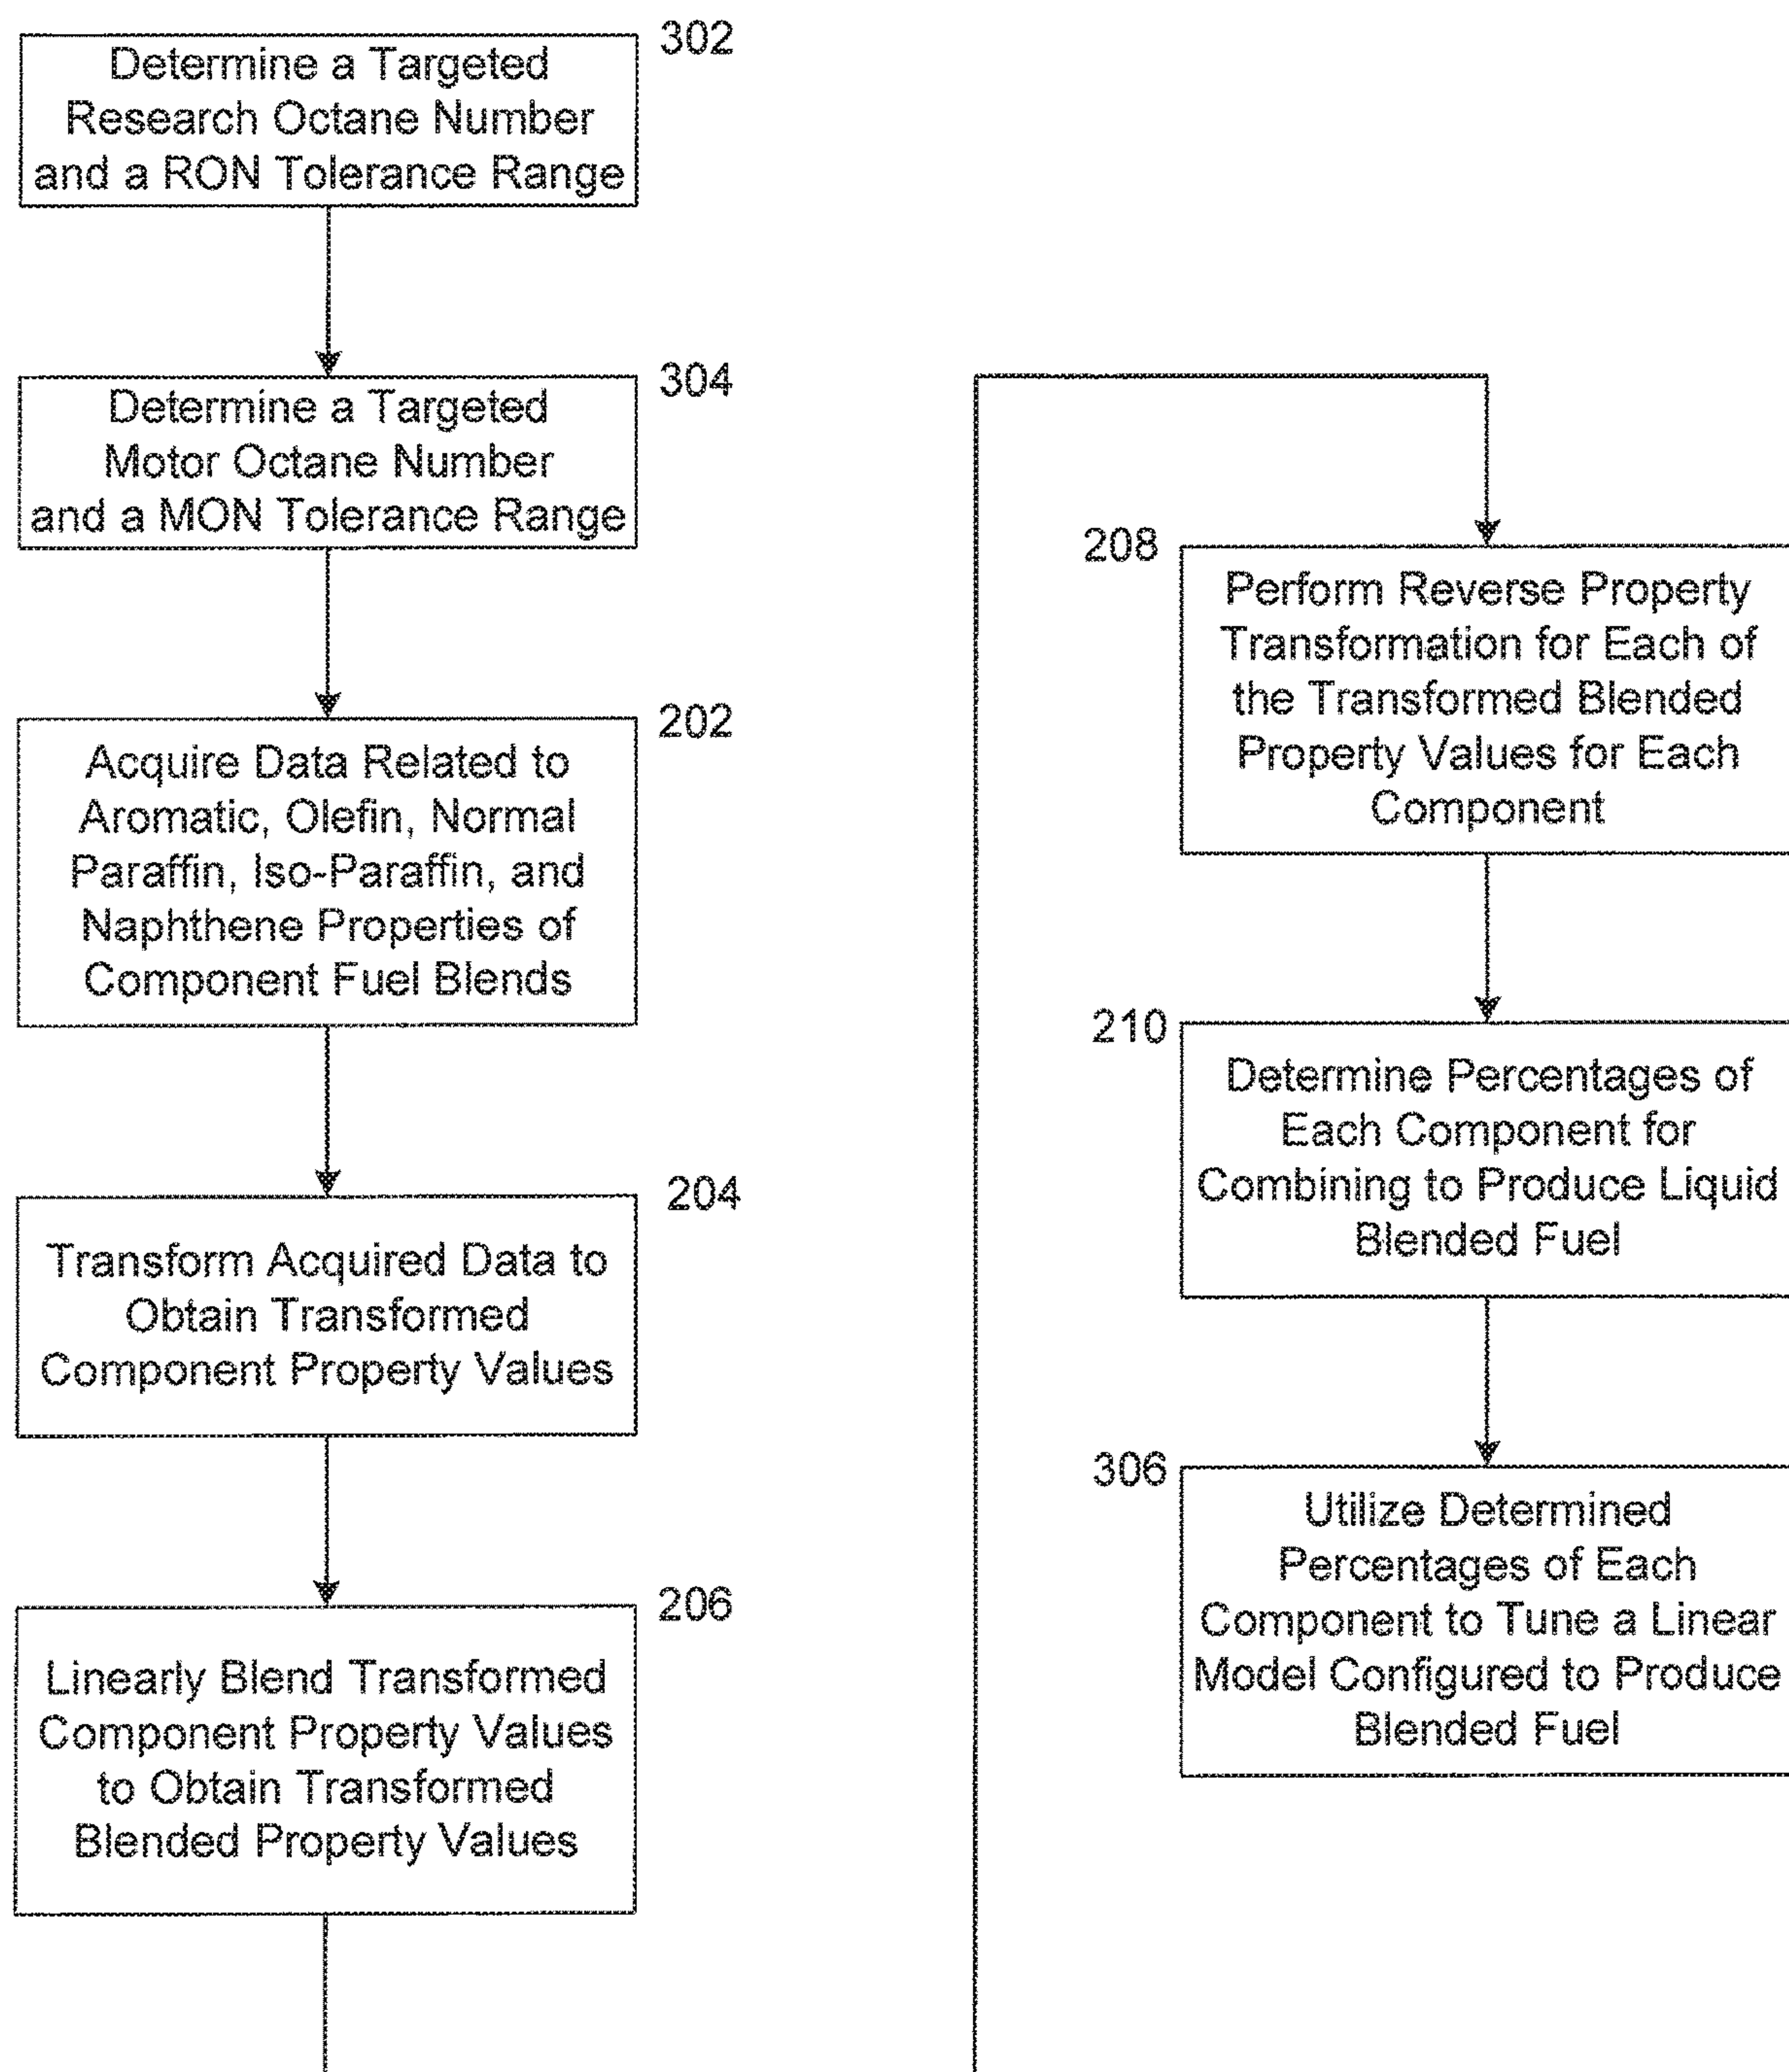 302
Determine a Targeted
Research Octane Number
and a RON Tolerance Range
304
Determine a Targeted
Motor Octane Number
and a MON Tolerance Range
202
Acquire Data Related to
Aromatic, Olefin, Normal
Paraffin, Iso-Paraffin, and
Naphthene Properties of
Component Fuel Blends
204
Transform Acquired Data to
Obtain Transformed
Component Property Values
206
Linearly Blend Transformed
Component Property Values
to Obtain Transformed
Blended Property Values
208
Perform Reverse Property
Transformation for Each of
the Transformed Blended
Property Values for Each
Component
210
Determine Percentages of
Each Component for
Combining to Produce Liquid
Blended Fuel
306
Utilize Determined
Percentages of Each
Component to Tune a Linear
Model Configured to Produce
Blended Fuel